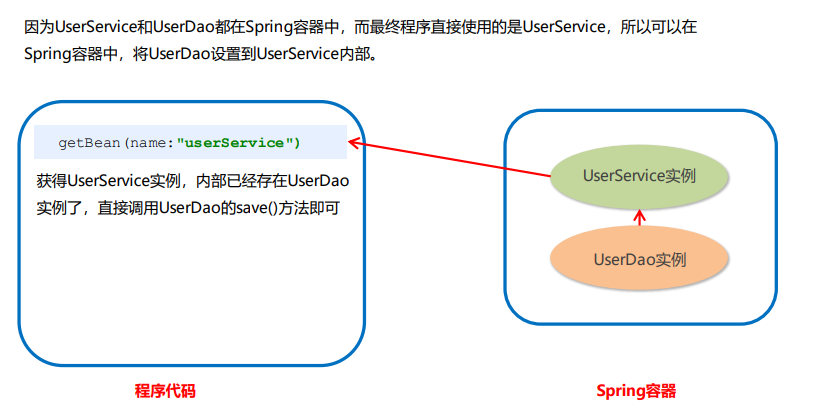 因为UserService和UserDao都在Spring容器中，而最终程序直接使用的是UserService，所以可以在
Spring容器中，将UserDao设置到UserService内部。
getBean(name:"userService")
获得UserService实例，内部已经存在UserDao
实例了，直接调用UserDao的save()方法即可
UserService实例
UserDao实例
程序代码
Spring容器